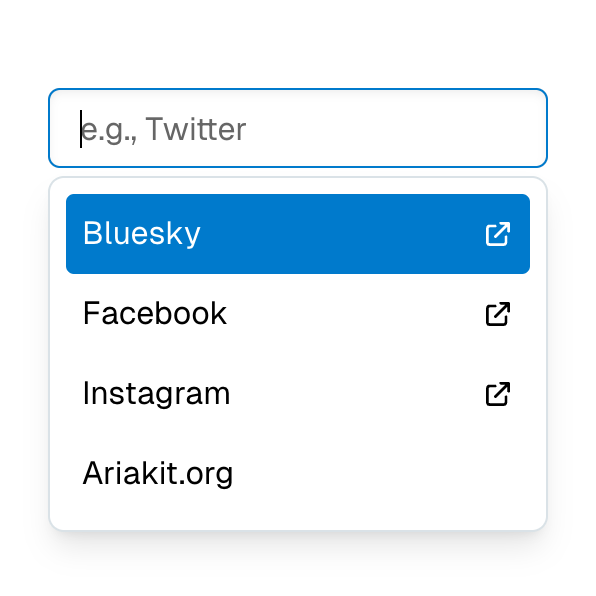 e.g., Twitter
Bluesky
Facebook
Instagram
Ariakit.org